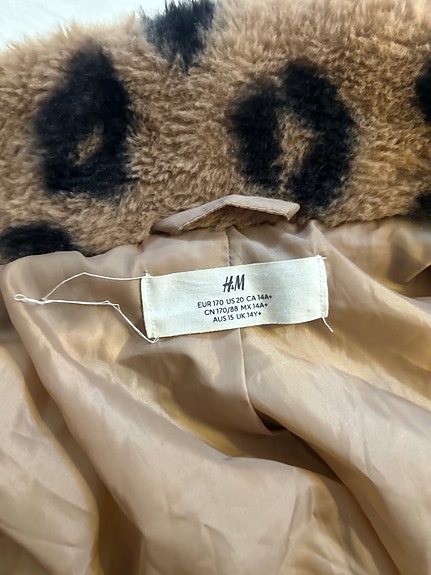 H&M
EUR 170 US 20 CA 14A+
CN 170/88 MX 14A+
AUS 15 UK 14Y+